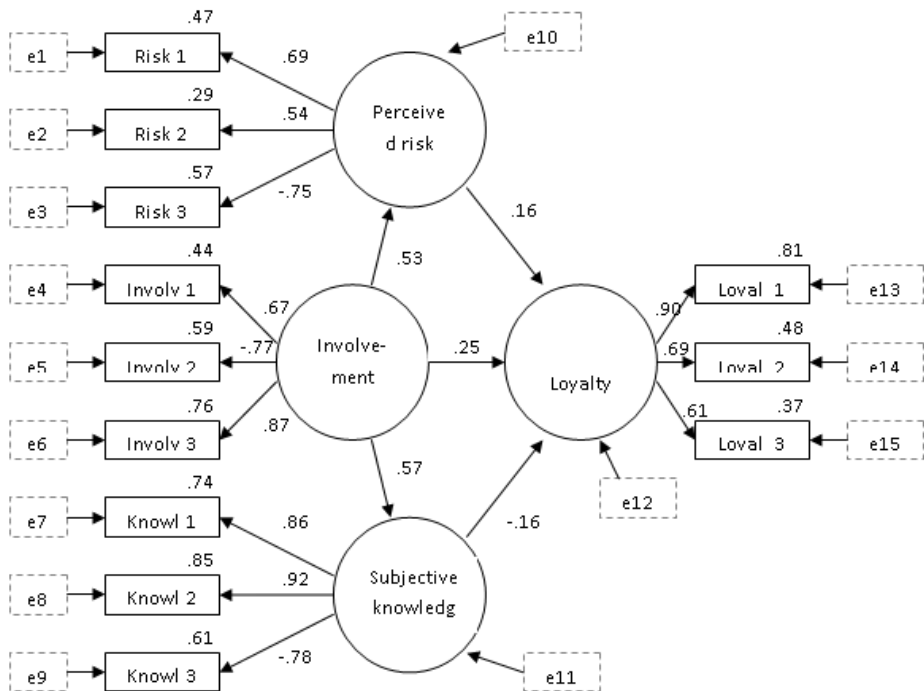 .47
e1
Risk 1
.69
e10
.29
e2
Risk 2
.54
Perceive
d risk
.57
e3
Risk 3
-.75
.16
.44
.53
e4
Involv 1
.67
.81
Loyal 1
e13
.90
.59
e5
Involv 2
-.77
Involve-
ment
.25
Loyalty
.69
.48
Loyal 2
e14
.76
e6
Involv 3
.87
.61
.37
Loyal 3
e15
.57
e12
.74
e7
Knowl 1
.86
-.16
.85
e8
Knowl 2
.92
Subjective
knowledg
.61
e9
Knowl 3
-.78
e11